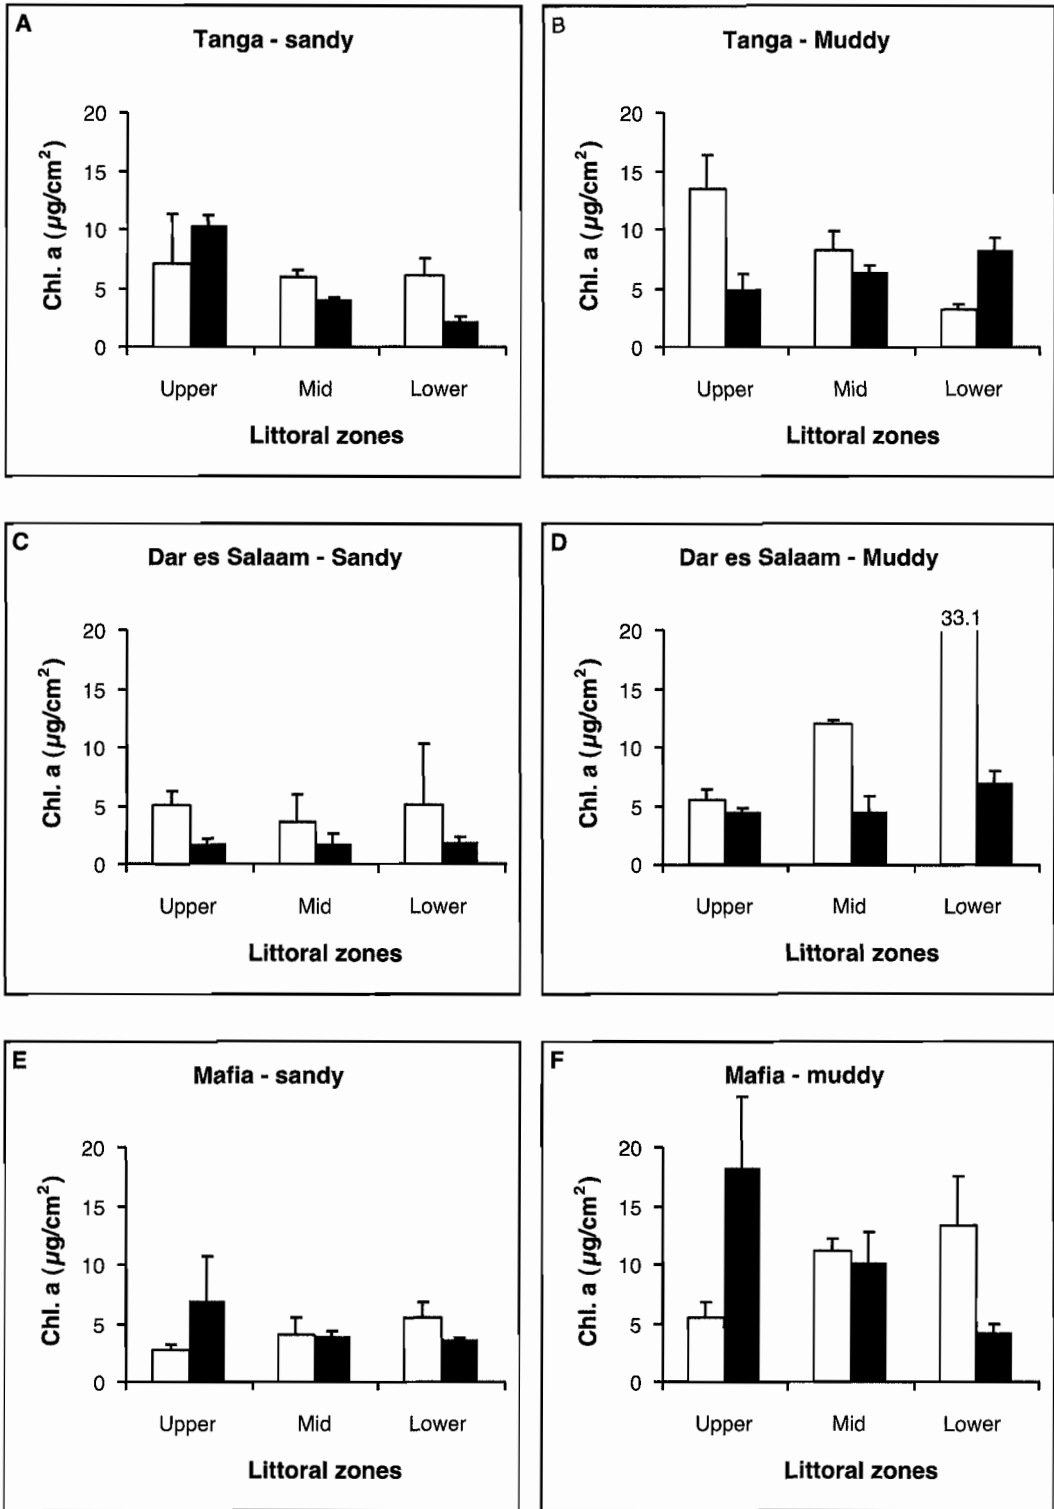 A
Tanga - sandy
20
15
10
5
0
Chl. a (µg/cm²)
Upper Mid Lower
Littoral zones
B
Tanga - Muddy
20
15
10
5
0
Chl. a (µg/cm²)
Upper Mid Lower
Littoral zones
C
Dar es Salaam - Sandy
20
15
10
5
0
Chl. a (µg/cm²)
Upper Mid Lower
Littoral zones
D
Dar es Salaam - Muddy
33.1
20
15
10
5
0
Chl. a (µg/cm²)
Upper Mid Lower
Littoral zones
E
Mafia - sandy
20
15
10
5
0
Chl. a (µg/cm²)
Upper Mid Lower
Littoral zones
F
Mafia - muddy
20
15
10
5
0
Chl. a (µg/cm²)
Upper Mid Lower
Littoral zones